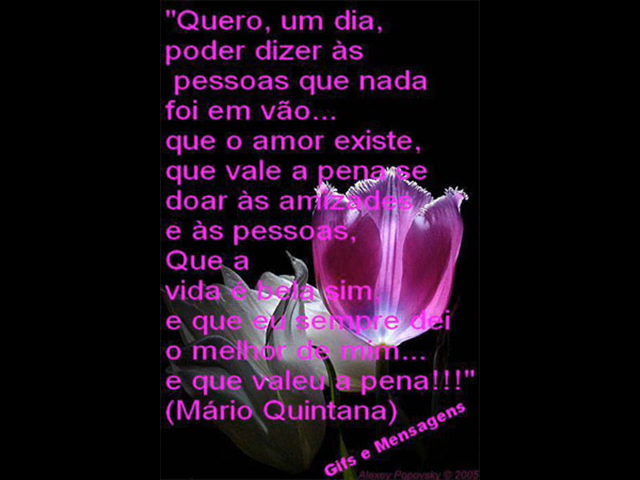 "Quero, um dia,
poder dizer às
pessoas que nada
foi em vão...
que o amor existe,
que vale a pena se
doar às amizades
e às pessoas,
Que a
vida é bela sim,
e que eu sempre dei
o melhor de mim...
e que valeu a pena!!!"
(Mário Quintana)
Gifs e Mensagens
Alexey Popovsky © 2005